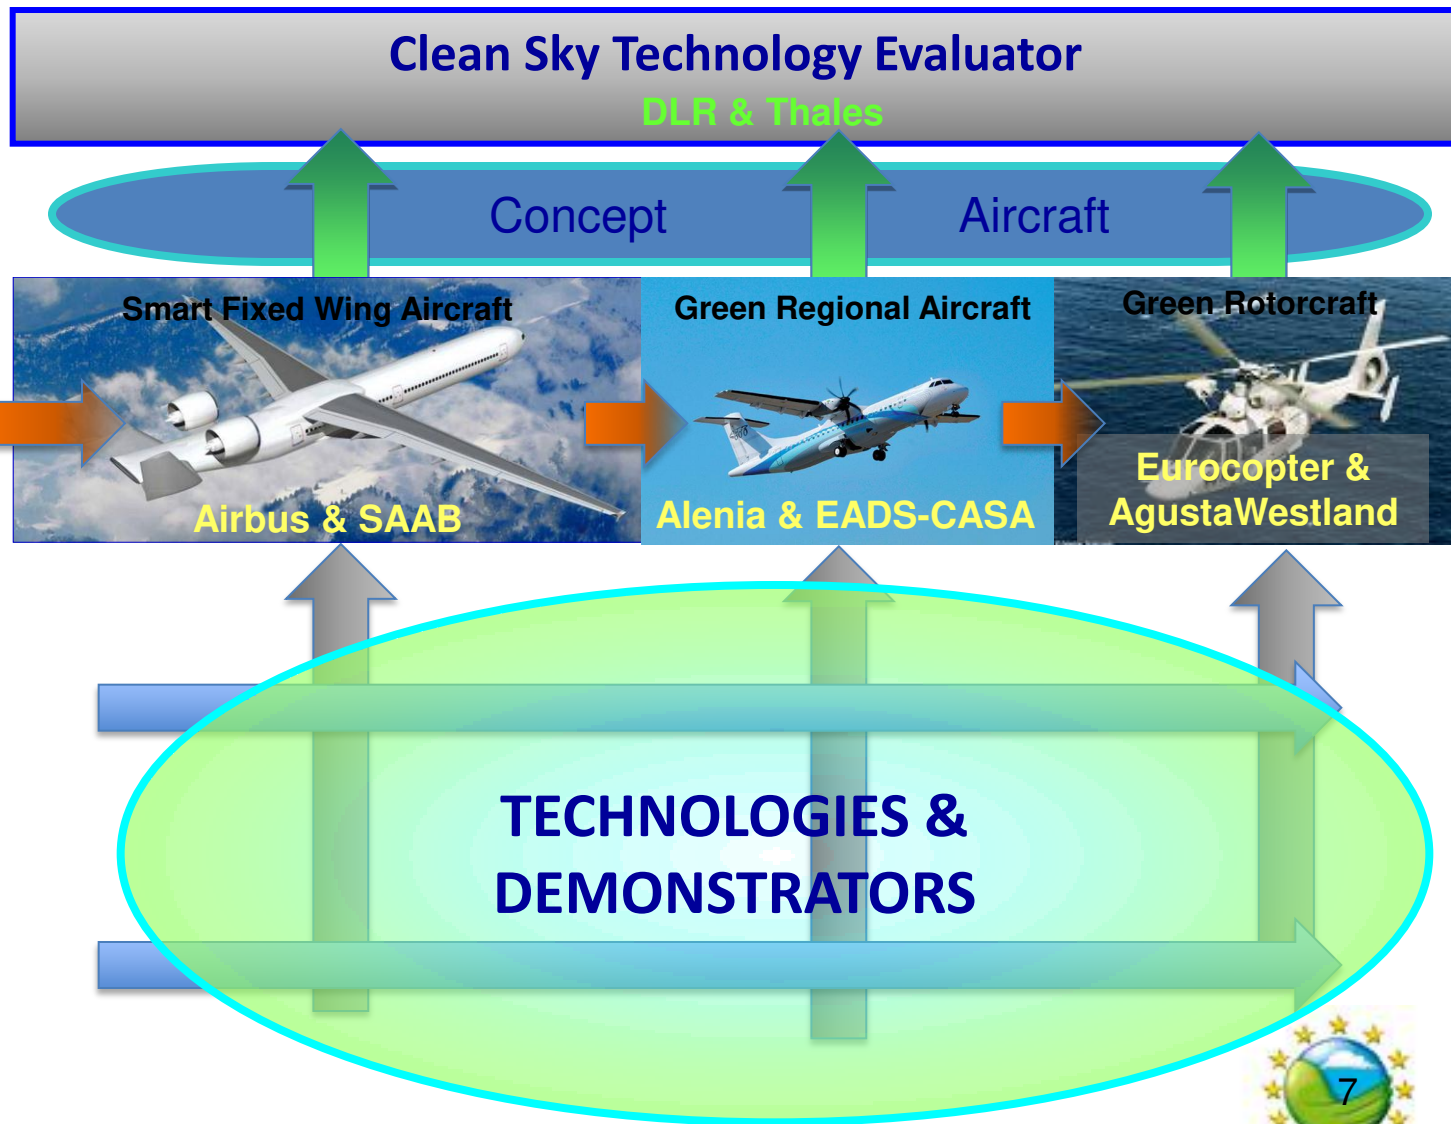 Clean Sky Technology Evaluator
DLR & Thales
Concept Aircraft
Smart Fixed Wing Aircraft
Green Regional Aircraft
Green Rotorcraft
Airbus & SAAB
Alenia & EADS-CASA
Eurocopter &
AgustaWestland
TECHNOLOGIES &
DEMONSTRATORS
7